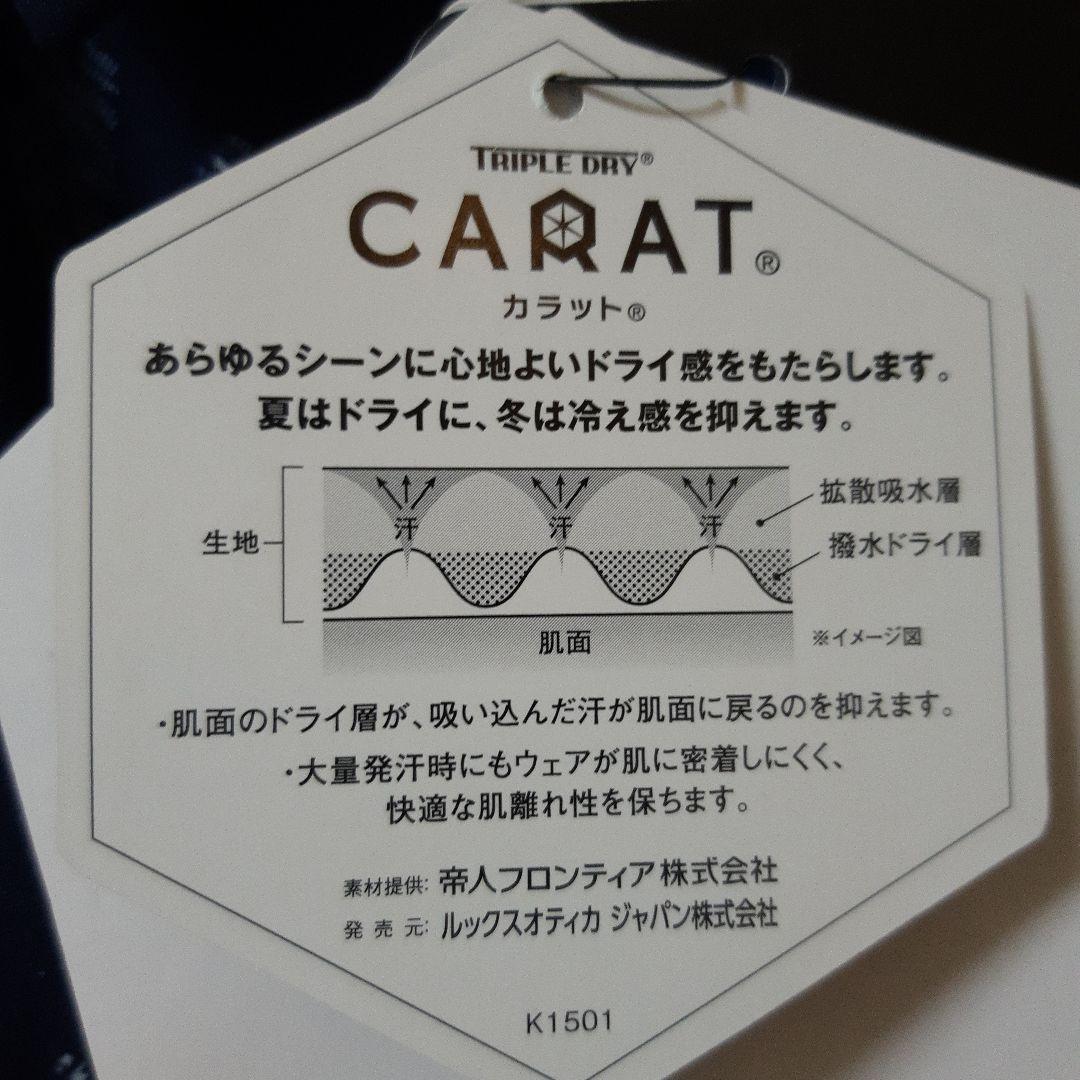 TRIPLE DRY®
CARAT®
カラット®
あらゆるシーンに心地よいドライ感をもたらします。
夏はドライに、冬は冷え感を抑えます。
生地
汗 汗 汗
拡散吸水層
撥水ドライ層
肌面
※イメージ図
・肌面のドライ層が、吸い込んだ汗が肌面に戻るのを抑えます。
・大量発汗時にもウェアが肌に密着しにくく、
快適な肌離れ性を保ちます。
素材提供: 帝人フロンティア株式会社
発売元: ルックスオティカ ジャパン株式会社
K1501